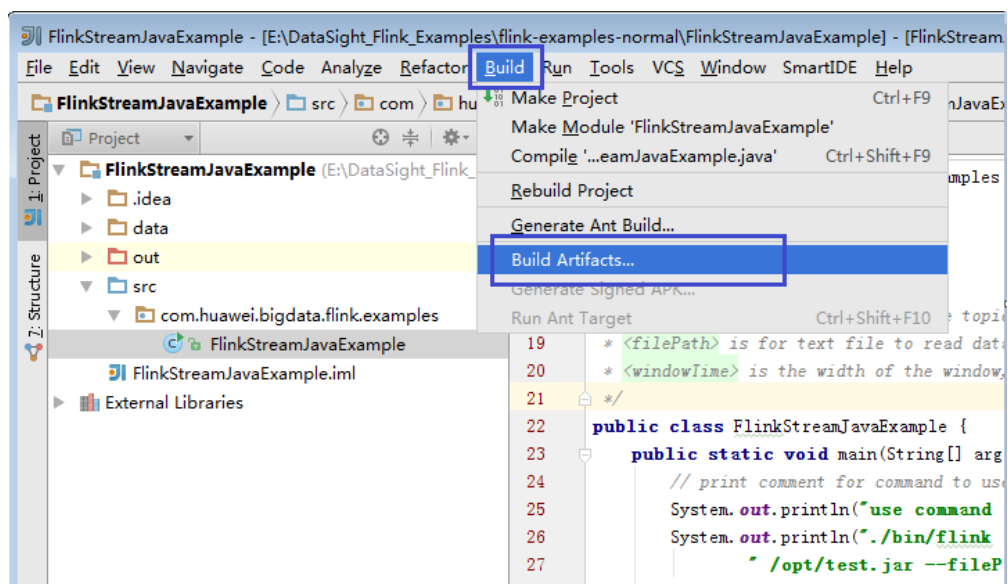 FlinkStreamJavaExample - [E:\DataSight_Flink_Examples\flink-examples-normal\FlinkStreamJavaExample] - [FlinkStream.
File Edit View Navigate Code Analyze Refactor Build Run Tools VCS Window SmartIDE Help
FlinkStreamJavaExample src com hu
Make Project Ctrl+F9
Make Module 'FlinkStreamJavaExample'
Compile '...eamJavaExample.java' Ctrl+Shift+F9
Rebuild Project
Generate Ant Build...
Build Artifacts...
Generate Signed APK...
Run Ant Target Ctrl+Shift+F10
nJavaEx
1: Project
7: Structure
Project
FlinkStreamJavaExample (E:\DataSight_Flink_
.idea
data
out
src
com.huawei.bigdata.flink.examples
FlinkStreamJavaExample
FlinkStreamJavaExample.iml
External Libraries
mples
e topic
19 * <filePath> is for text file to read data
20 * <windowTime> is the width of the window,
21 */
22 public class FlinkStreamJavaExample {
23 public static void main(String[] arg
24 // print comment for command to use
25 System.out.println("use command
26 System.out.println("./bin/flink
27 " /opt/test.jar --fileP